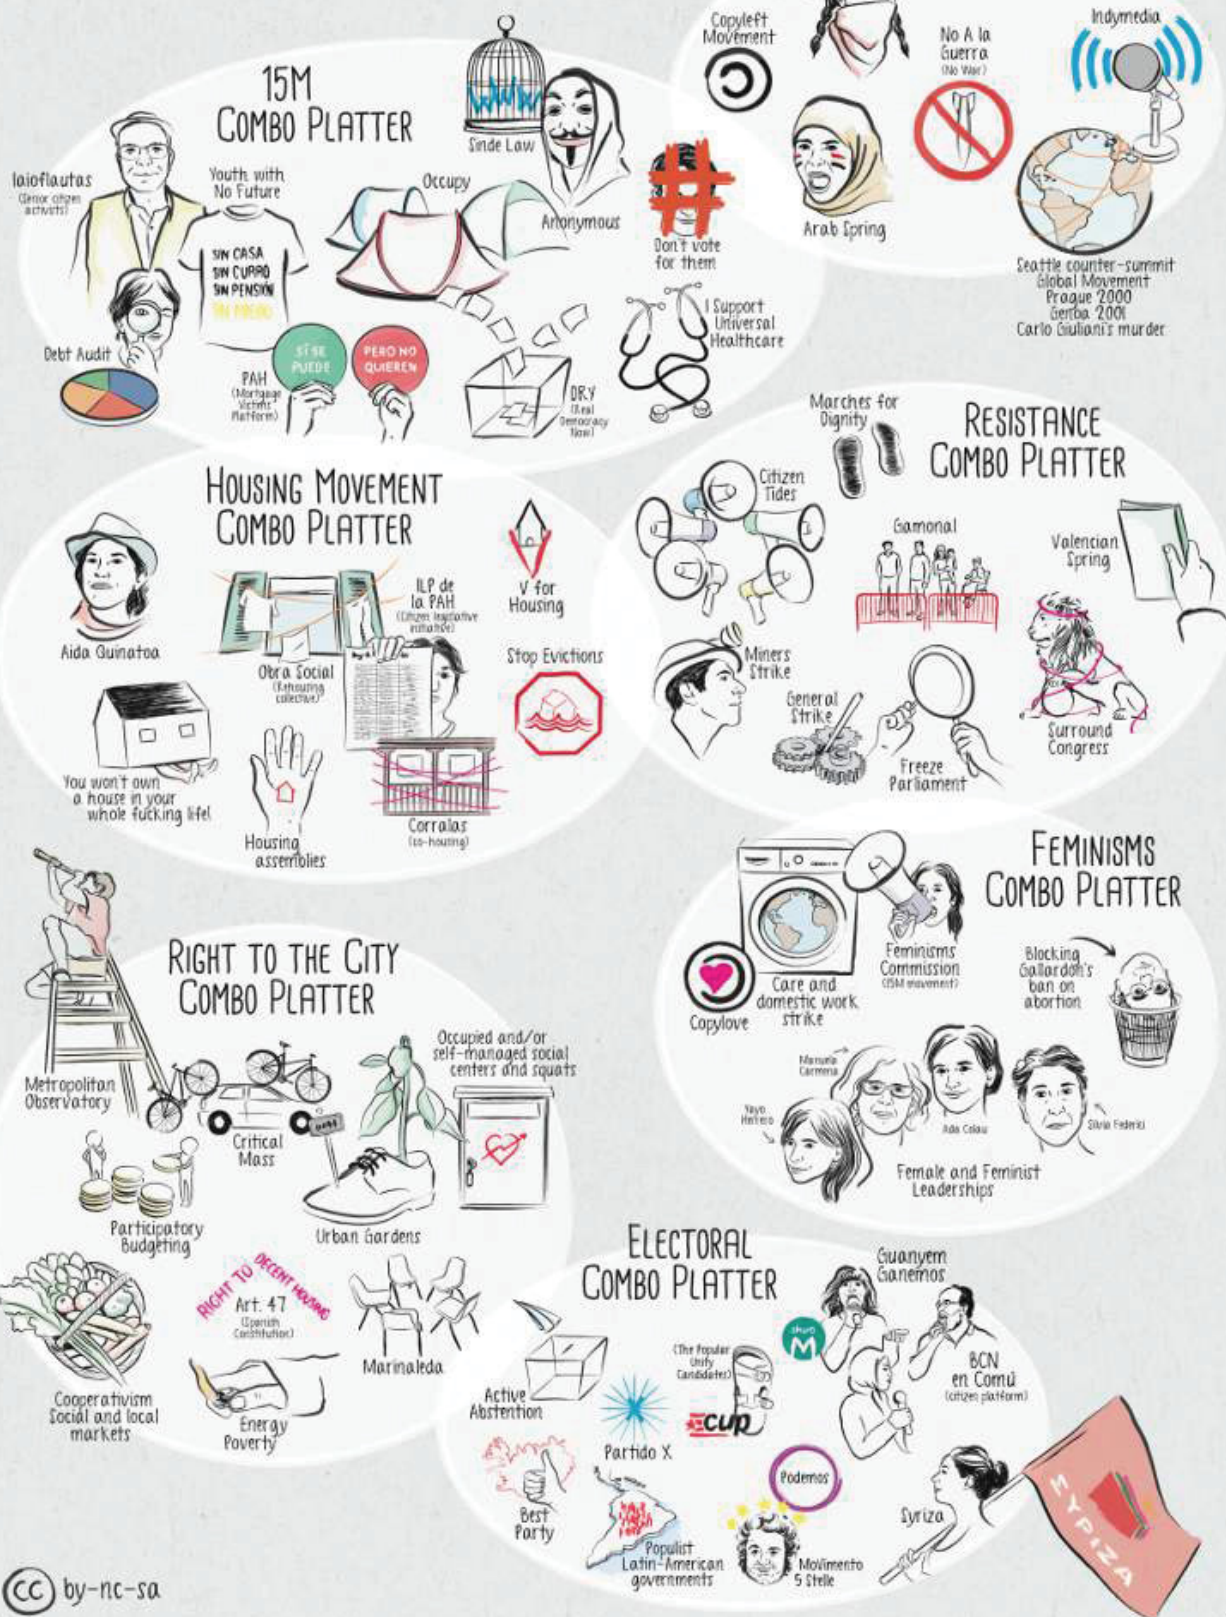 Copyleft
Movement
No A la
Guerra
(No War)
Indymedia
Arab Spring
Seattle counter-summit
Global Movement
Prague 2000
Genoa 2001
Carlo Giuliani's murder
15M
COMBO PLATTER
Sinde Law
Anonymous
Iaioflautas
(Senior citizen
activists)
Youth with
No Future
SIN CASA
SIN CURRO
SIN PENSIÓN
SIN MIEDO
Occupy
Don't vote
for them
I Support
Universal
Healthcare
Debt Audit
PAH
(Mortgage
Victims'
Platform)
SÍ SE
PUEDE
PERO NO
QUIEREN
DRY
(Real
Democracy
Now)
HOUSING MOVEMENT
COMBO PLATTER
Aida Quinatoa
Obra Social
(Rehousing
collective)
ILP de
la PAH
(Citizen legislative
initiative)
V for
Housing
Stop Evictions
You won't own
a house in your
whole fucking life!
Housing
assemblies
Corralas
(co-housing)
RESISTANCE
COMBO PLATTER
Marches for
Dignity
Citizen
Tides
Gamonal
Valencian
Spring
Miners
Strike
General
Strike
Freeze
Parliament
Surround
Congress
FEMINISMS
COMBO PLATTER
Copylove
Care and
domestic work
strike
Feminisms
Commission
(15M movement)
Blocking
Gallardón's
ban on
abortion
Manuela
Carmena
Yayo
Herrero
Ada Colau
Silvia Federici
Female and Feminist
Leaderships
RIGHT TO THE CITY
COMBO PLATTER
Metropolitan
Observatory
Critical
Mass
Occupied and/or
self-managed social
centers and squats
Participatory
Budgeting
Urban Gardens
Cooperativism
Social and local
markets
RIGHT TO DECENT HOUSING
Art. 47
(Spanish
Constitution)
Energy
Poverty
Marinaleda
ELECTORAL
COMBO PLATTER
Active
Abstention
Partido X
(The Popular
Unity
Candidates)
cup
Guanyem
Ganemos
ahora
M
BCN
en Comú
(citizen platform)
Best
Party
Populist
Latin-American
governments
Podemos
MoVimento
5 Stelle
Syriza
ΣΥΡΙΖΑ
cc by-nc-sa